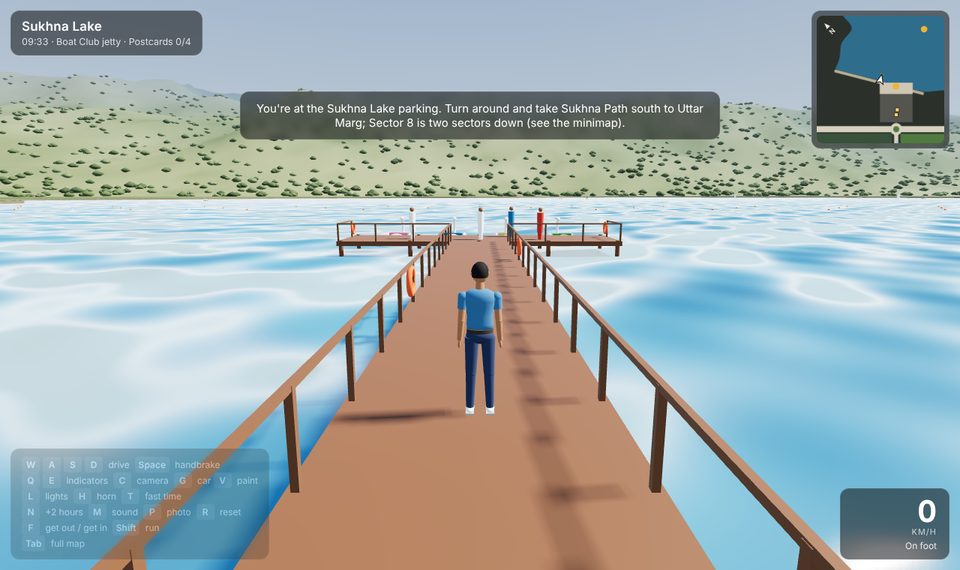 Sukhna Lake
09:33 · Boat Club jetty · Postcards 0/4
N
You're at the Sukhna Lake parking. Turn around and take Sukhna Path south to Uttar
Marg; Sector 8 is two sectors down (see the minimap).
W A S D drive Space handbrake
Q E indicators C camera G car V paint
L lights H horn T fast time
N +2 hours M sound P photo R reset
F get out / get in Shift run
Tab full map
0
KM/H
On foot